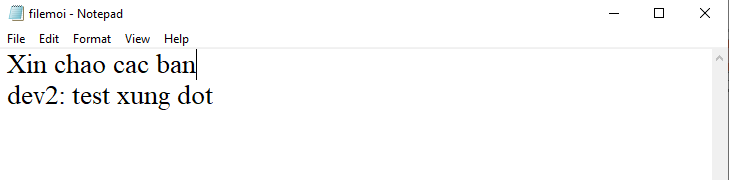 filemoi - Notepad
File Edit Format View Help
Xin chao cac ban
dev2: test xung dot